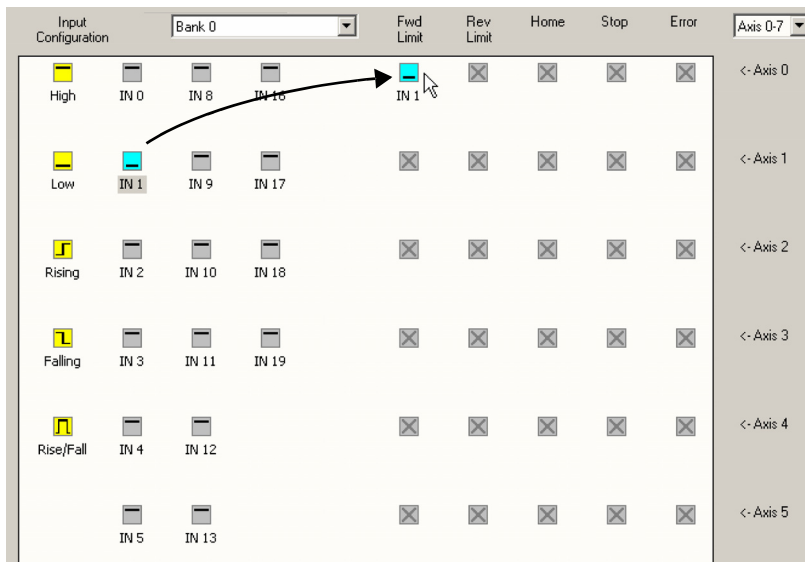 Input
Configuration
Bank 0
Fwd
Limit
Rev
Limit
Home
Stop
Error
Axis 0-7
High
IN 0
IN 8
IN 16
IN 1
<- Axis 0
Low
IN 1
IN 9
IN 17
<- Axis 1
Rising
IN 2
IN 10
IN 18
<- Axis 2
Falling
IN 3
IN 11
IN 19
<- Axis 3
Rise/Fall
IN 4
IN 12
<- Axis 4
IN 5
IN 13
<- Axis 5